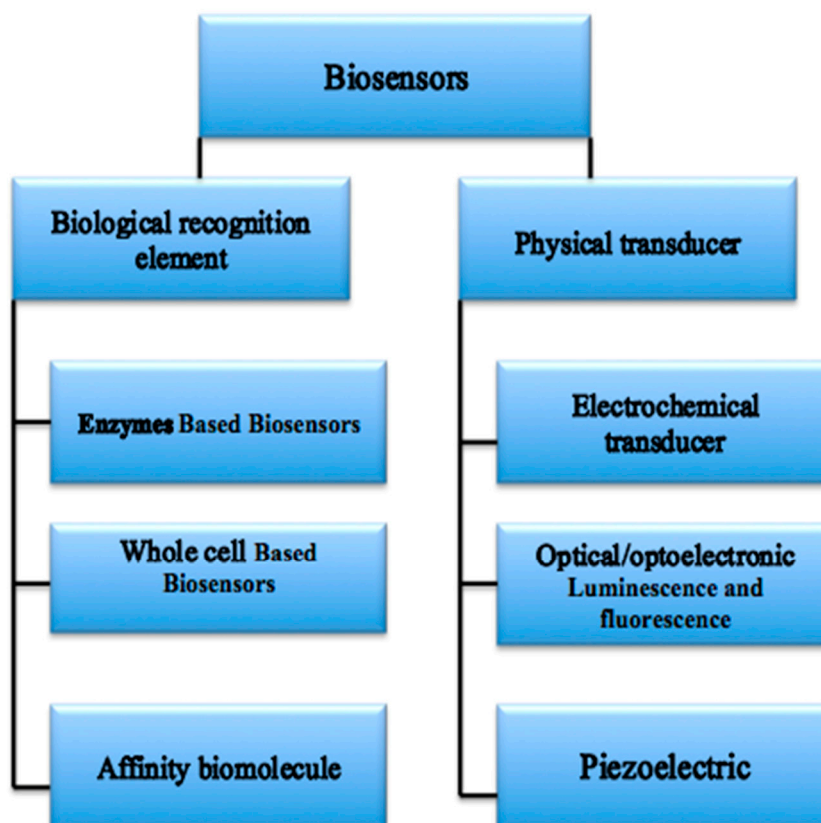 Biosensors
Biological recognition
element
Physical transducer
Enzymes Based Biosensors
Electrochemical
transducer
Whole cell Based
Biosensors
Optical/optoelectronic
Luminescence and
fluorescence
Affinity biomolecule
Piezoelectric